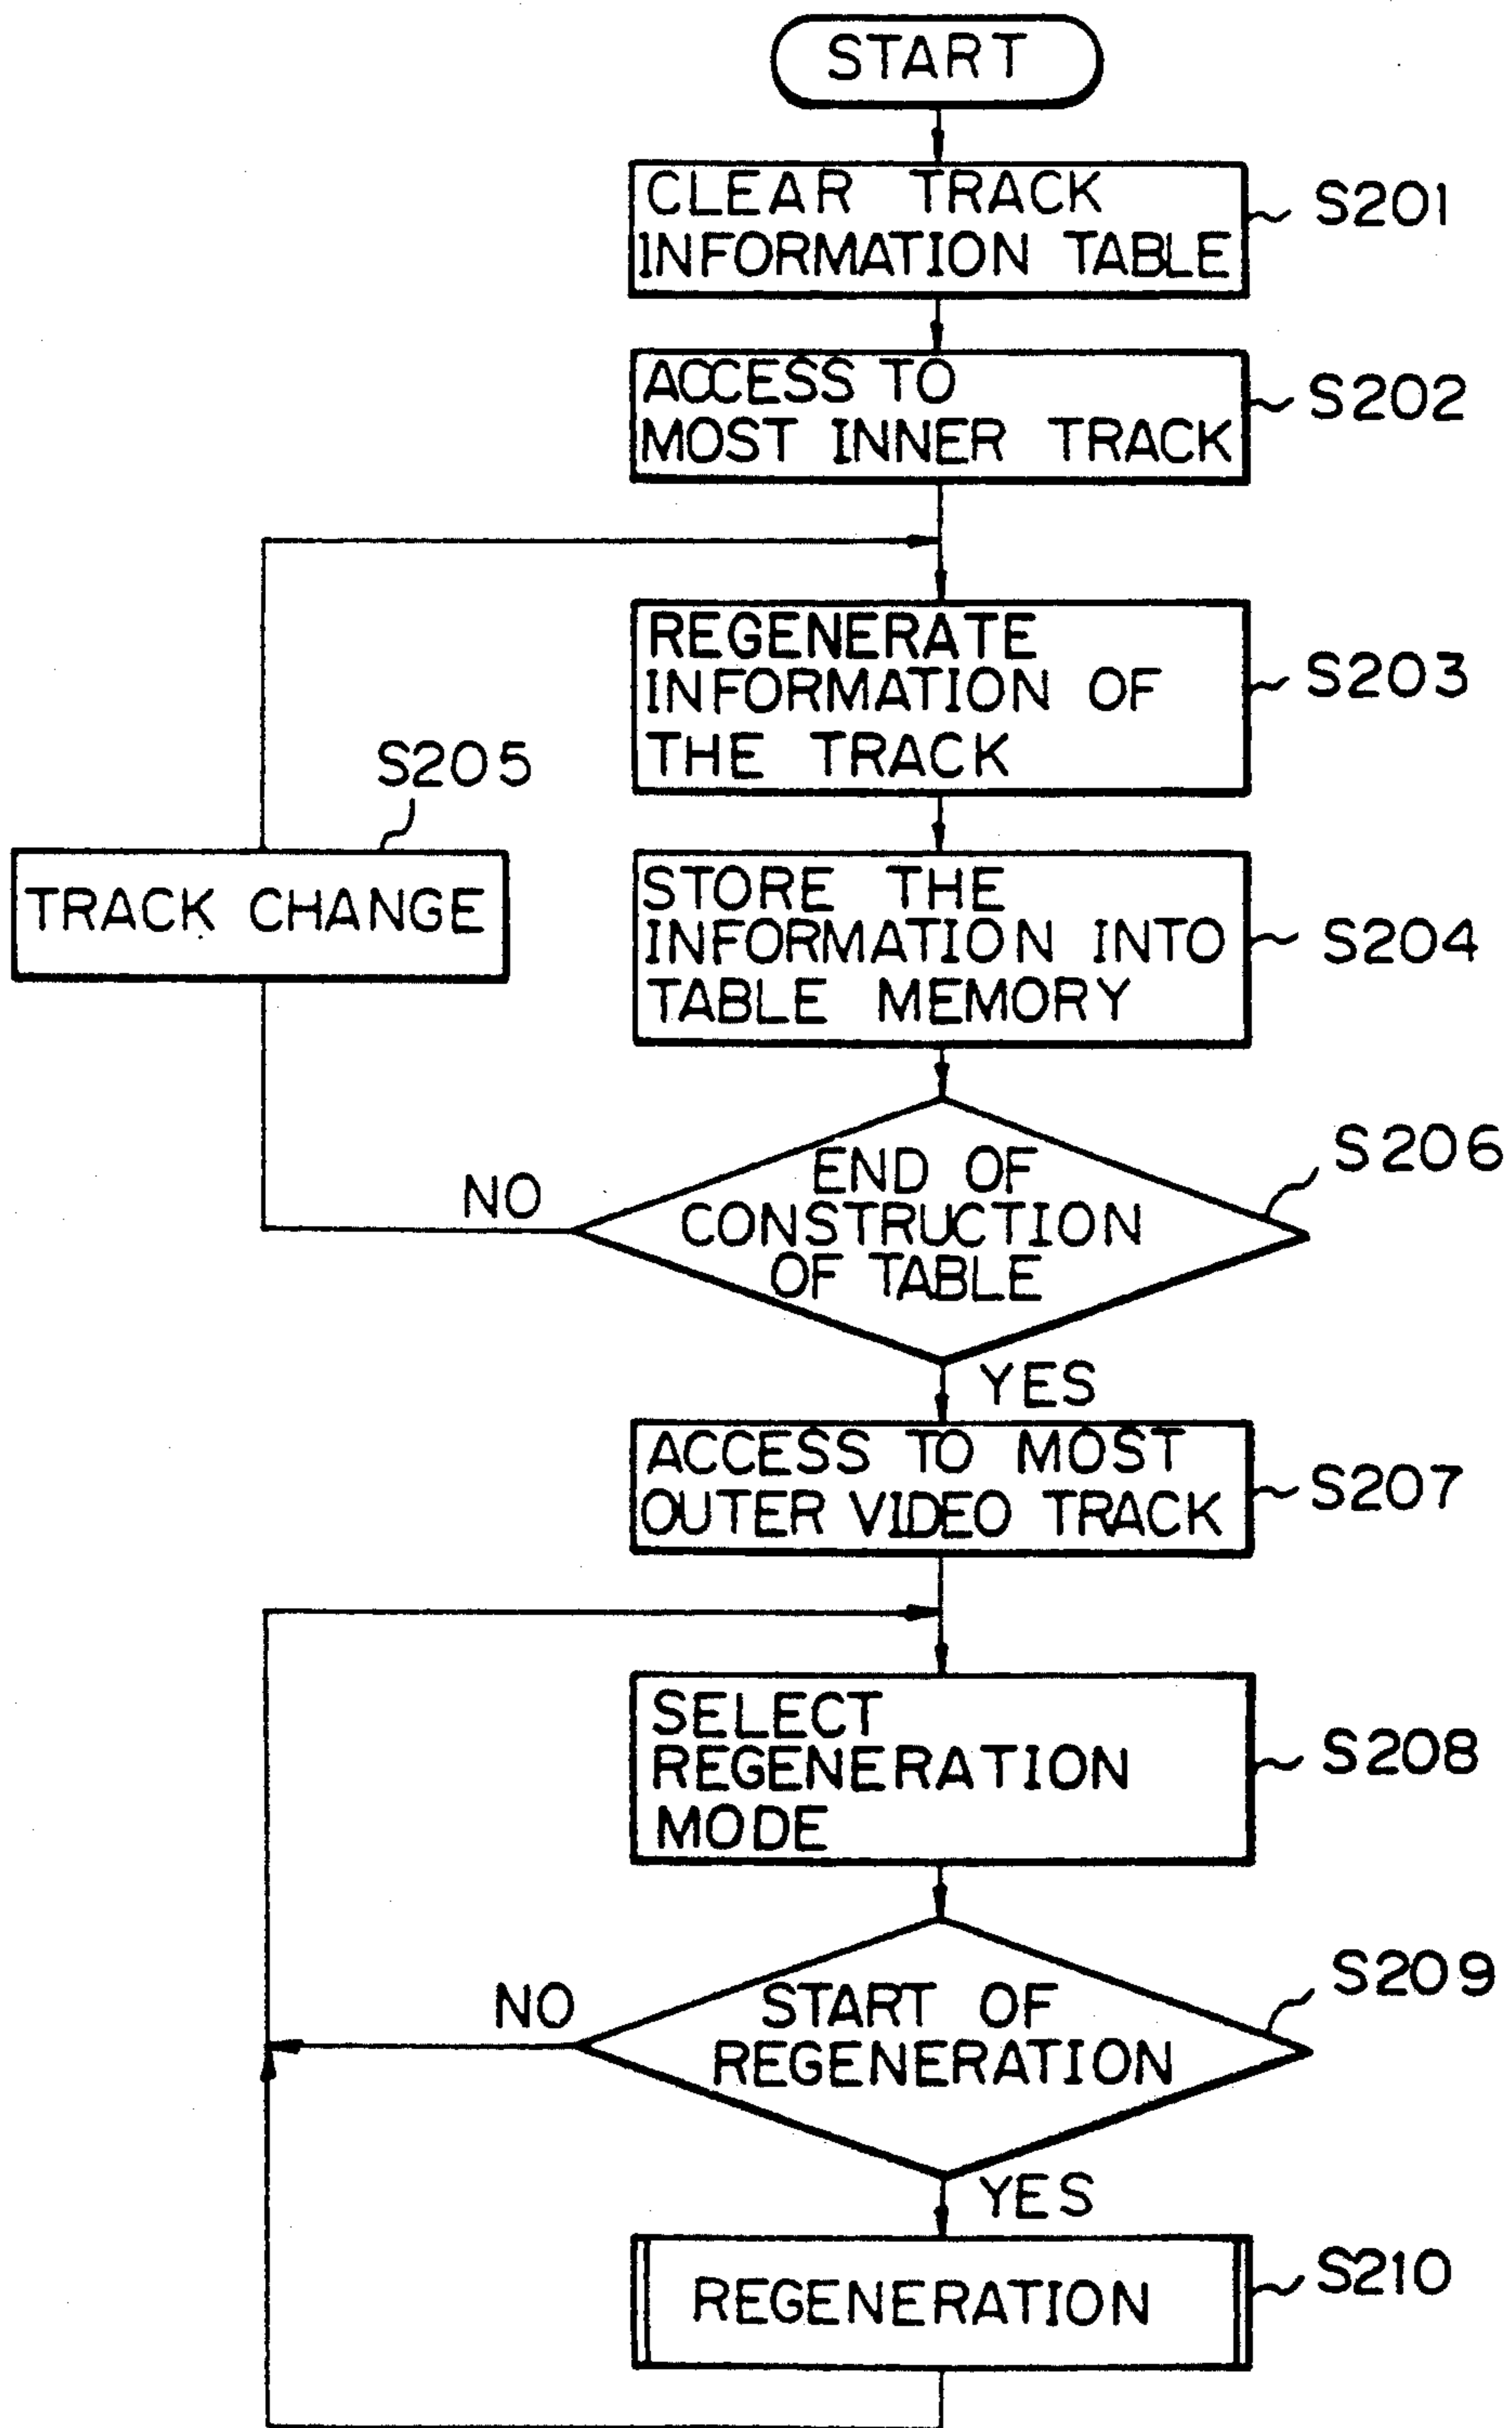 START
CLEAR TRACK
INFORMATION TABLE
S201
ACCESS TO
MOST INNER TRACK
S202
REGENERATE
INFORMATION OF
THE TRACK
S203
S205
TRACK CHANGE
STORE THE
INFORMATION INTO
TABLE MEMORY
S204
END OF
CONSTRUCTION
OF TABLE
S206
NO
YES
ACCESS TO MOST
OUTER VIDEO TRACK
S207
SELECT
REGENERATION
MODE
S208
START OF
REGENERATION
S209
NO
YES
REGENERATION
S210